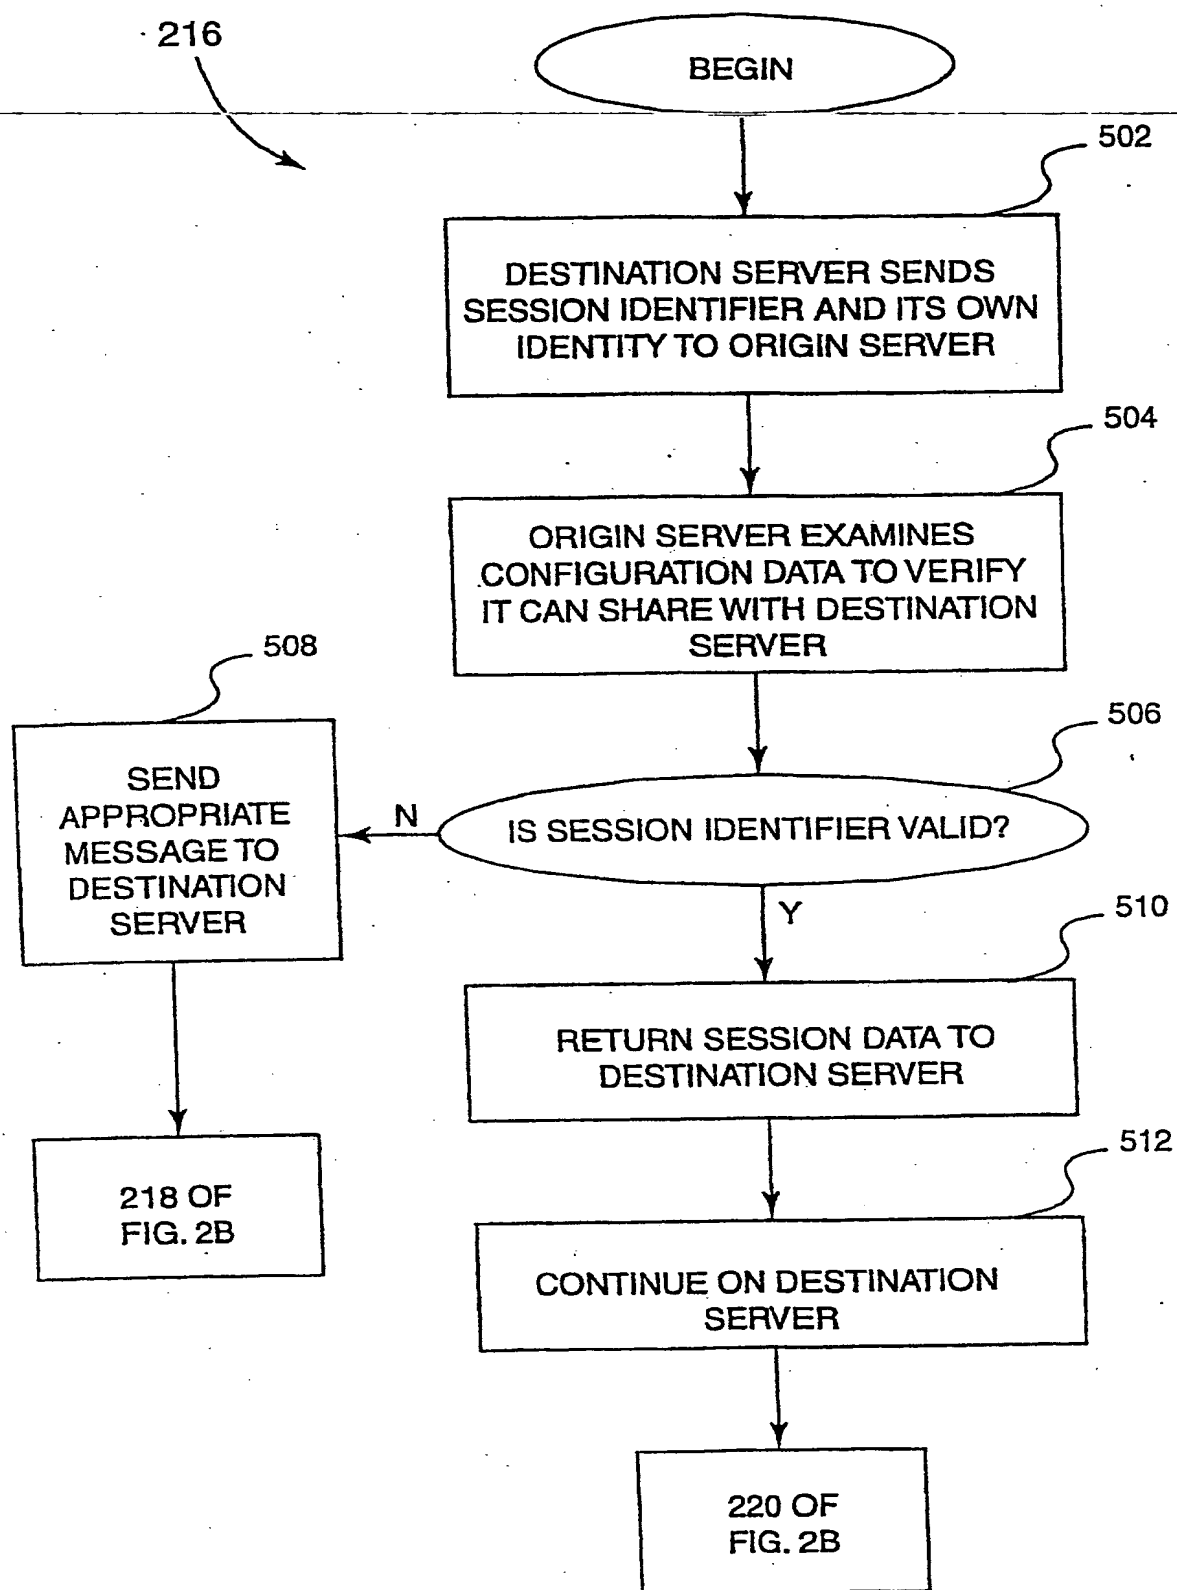 216
BEGIN
502
DESTINATION SERVER SENDS
SESSION IDENTIFIER AND ITS OWN
IDENTITY TO ORIGIN SERVER
504
ORIGIN SERVER EXAMINES
CONFIGURATION DATA TO VERIFY
IT CAN SHARE WITH DESTINATION
SERVER
508
SEND
APPROPRIATE
MESSAGE TO
DESTINATION
SERVER
N
506
IS SESSION IDENTIFIER VALID?
Y
510
RETURN SESSION DATA TO
DESTINATION SERVER
218 OF
FIG. 2B
512
CONTINUE ON DESTINATION
SERVER
220 OF
FIG. 2B